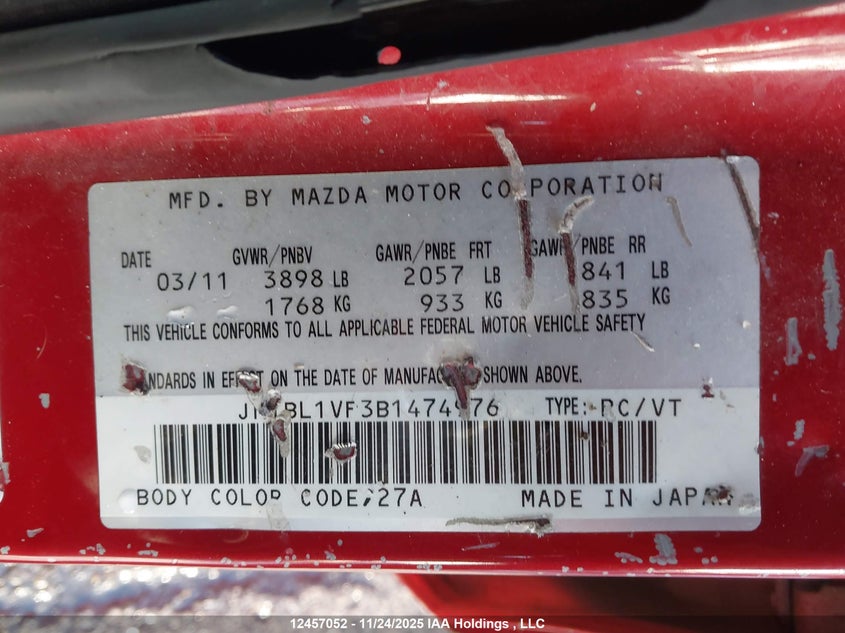 MFD. BY MAZDA MOTOR CORPORATION
DATE GVWR/PNBV GAWR/PNBE FRT GAWR/PNBE RR
03/11 3898 LB 2057 LB 841 LB
1768 KG 933 KG 835 KG
THIS VEHICLE CONFORMS TO ALL APPLICABLE FEDERAL MOTOR VEHICLE SAFETY
STANDARDS IN EFFECT ON THE DATE OF MANUFACTURE SHOWN ABOVE.
TYPE: PC/VT
BODY COLOR CODE: 27A MADE IN JAPAN
12457052 - 11/24/2025 IAA Holdings , LLC